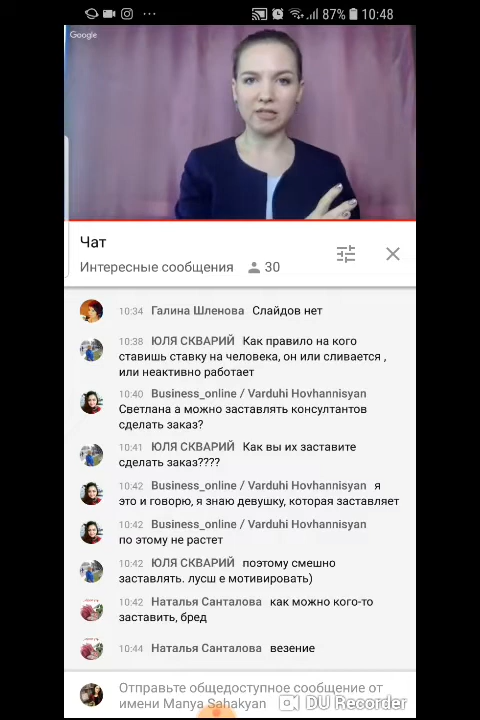 87% 10:48
Google
Чат
Интересные сообщения 30
10:34 Галина Шленова Слайдов нет
10:38 ЮЛЯ СКВАРИЙ Как правило на кого
ставишь ставку на человека, он или сливается ,
или неактивно работает
10:40 Business_online / Varduhi Hovhannisyan
Светлана а можно заставлять консултантов
сделать заказ?
10:41 ЮЛЯ СКВАРИЙ Как вы их заставите
сделать заказ????
10:42 Business_online / Varduhi Hovhannisyan я
это и говорю, я знаю девушку, которая заставляет
10:42 Business_online / Varduhi Hovhannisyan
по этому не растет
10:42 ЮЛЯ СКВАРИЙ поэтому смешно
заставлять. лусш е мотивировать)
10:42 Наталья Санталова как можно кого-то
заставить, бред
10:44 Наталья Санталова везение
Отправьте общедоступное сообщение от
имени Manya Sahakyan
DU Recorder